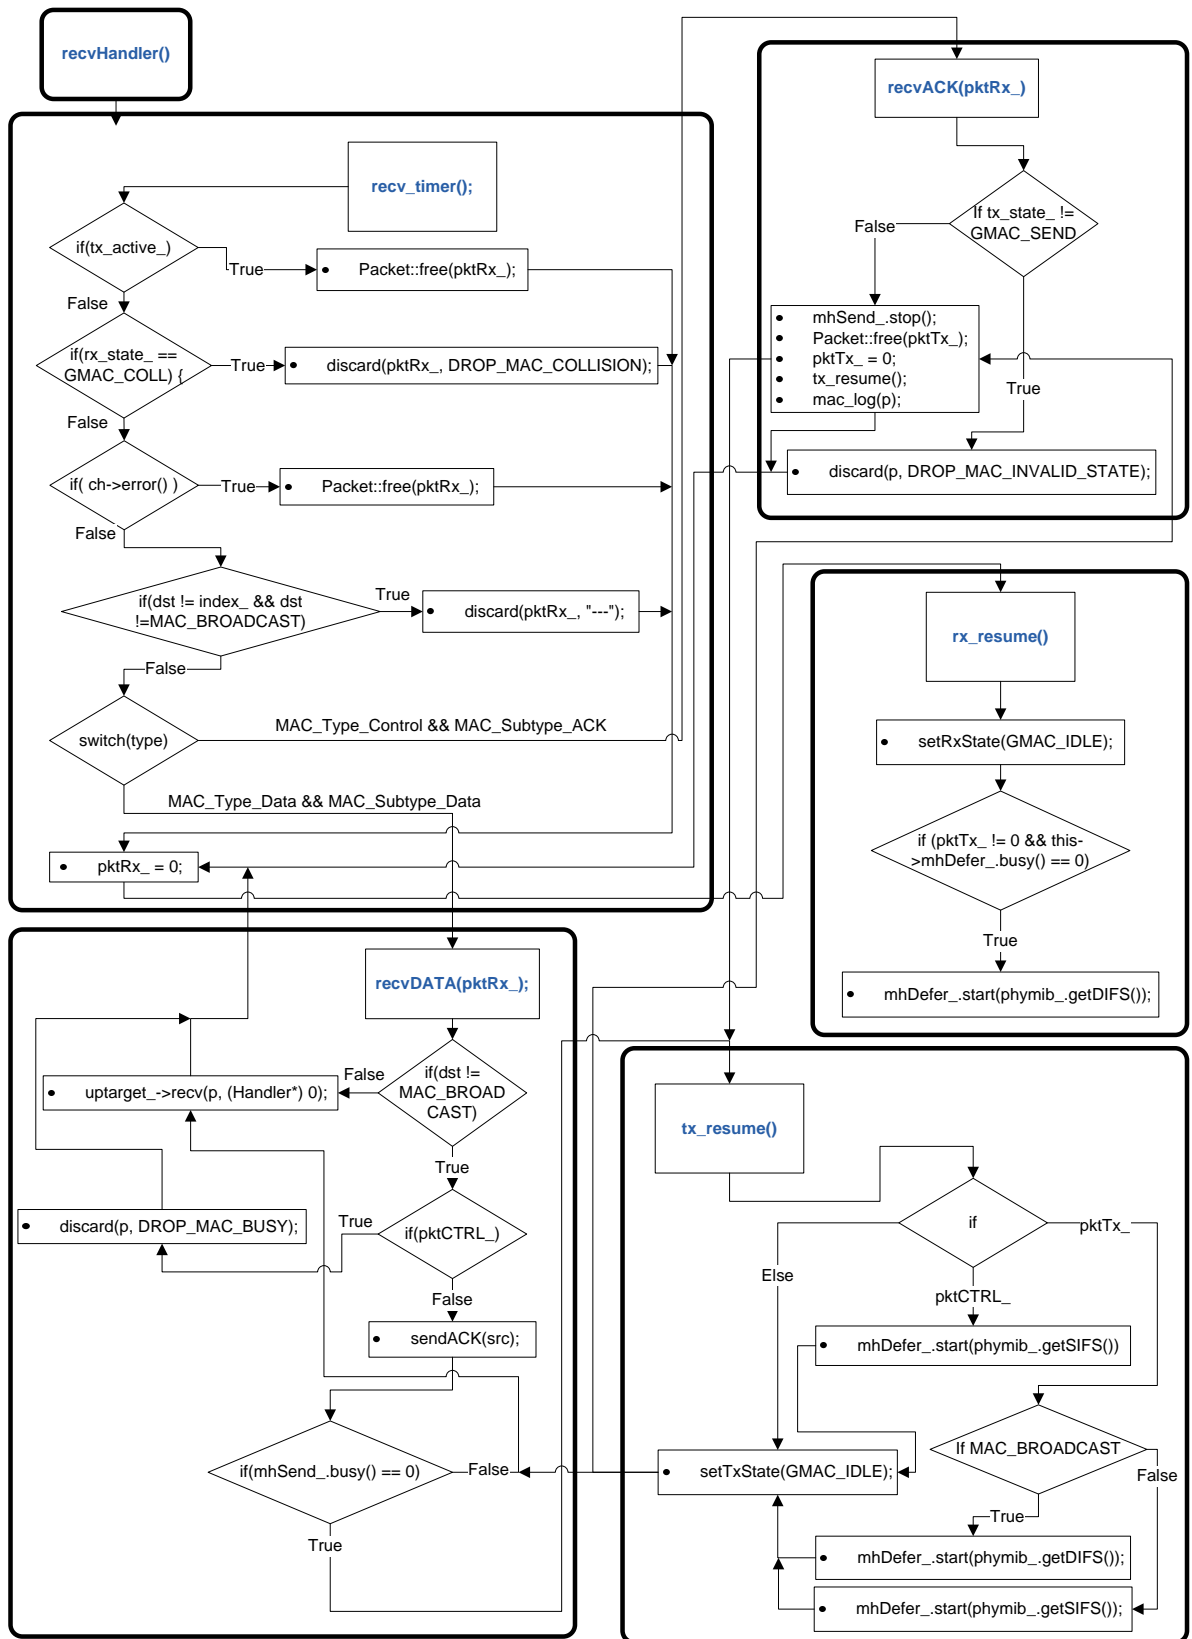 recvHandler()
recv_timer();
if(tx_active_)
True
Packet::free(pktRx_);
False
if(rx_state_ ==
GMAC_COLL) {
True
discard(pktRx_, DROP_MAC_COLLISION);
False
if( ch->error() )
True
Packet::free(pktRx_);
False
if(dst != index_ && dst
!=MAC_BROADCAST)
True
discard(pktRx_, "---");
False
switch(type)
MAC_Type_Control && MAC_Subtype_ACK
MAC_Type_Data && MAC_Subtype_Data
pktRx_ = 0;
recvACK(pktRx_)
If tx_state_ !=
GMAC_SEND
False
True
mhSend_.stop();
Packet::free(pktTx_);
pktTx_ = 0;
tx_resume();
mac_log(p);
discard(p, DROP_MAC_INVALID_STATE);
rx_resume()
setRxState(GMAC_IDLE);
if (pktTx_ != 0 && this-
>mhDefer_.busy() == 0)
True
mhDefer_.start(phymib_.getDIFS());
recvDATA(pktRx_);
if(dst !=
MAC_BROAD
CAST)
False
uptarget_->recv(p, (Handler*) 0);
True
if(pktCTRL_)
True
discard(p, DROP_MAC_BUSY);
False
sendACK(src);
if(mhSend_.busy() == 0)
False
True
tx_resume()
if
pktTx_
Else
pktCTRL_
mhDefer_.start(phymib_.getSIFS())
If MAC_BROADCAST
False
setTxState(GMAC_IDLE);
True
mhDefer_.start(phymib_.getDIFS());
mhDefer_.start(phymib_.getSIFS());